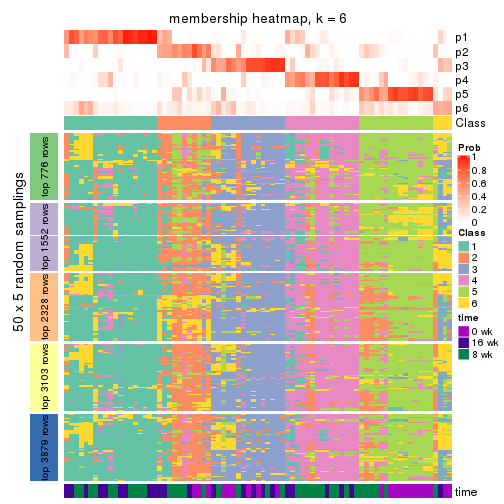 membership heatmap, k = 6
p1
p2
p3
p4
p5
p6
Class
50 x 5 random samplings
top 776 rows
top 1552 rows
top 2328 rows
top 3103 rows
top 3879 rows
time
Prob
1
0.8
0.6
0.4
0.2
0
Class
1
2
3
4
5
6
time
0 wk
16 wk
8 wk